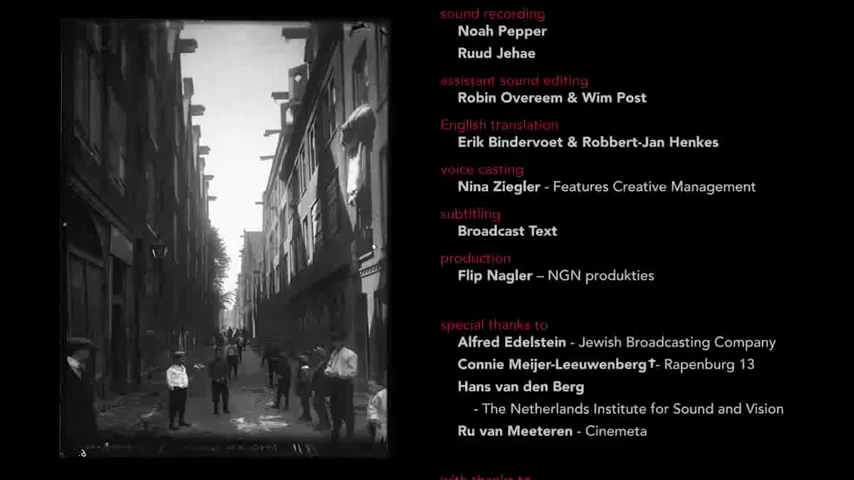 sound recording
Noah Pepper
Ruud Jehae
assistant sound editing
Robin Overeem & Wim Post
English translation
Erik Bindervoet & Robbert-Jan Henkes
voice casting
Nina Ziegler - Features Creative Management
subtitling
Broadcast Text
production
Flip Nagler – NGN produkties
special thanks to
Alfred Edelstein - Jewish Broadcasting Company
Connie Meijer-Leeuwenberg✝- Rapenburg 13
Hans van den Berg
- The Netherlands Institute for Sound and Vision
Ru van Meeteren - Cinemeta
with thanks to